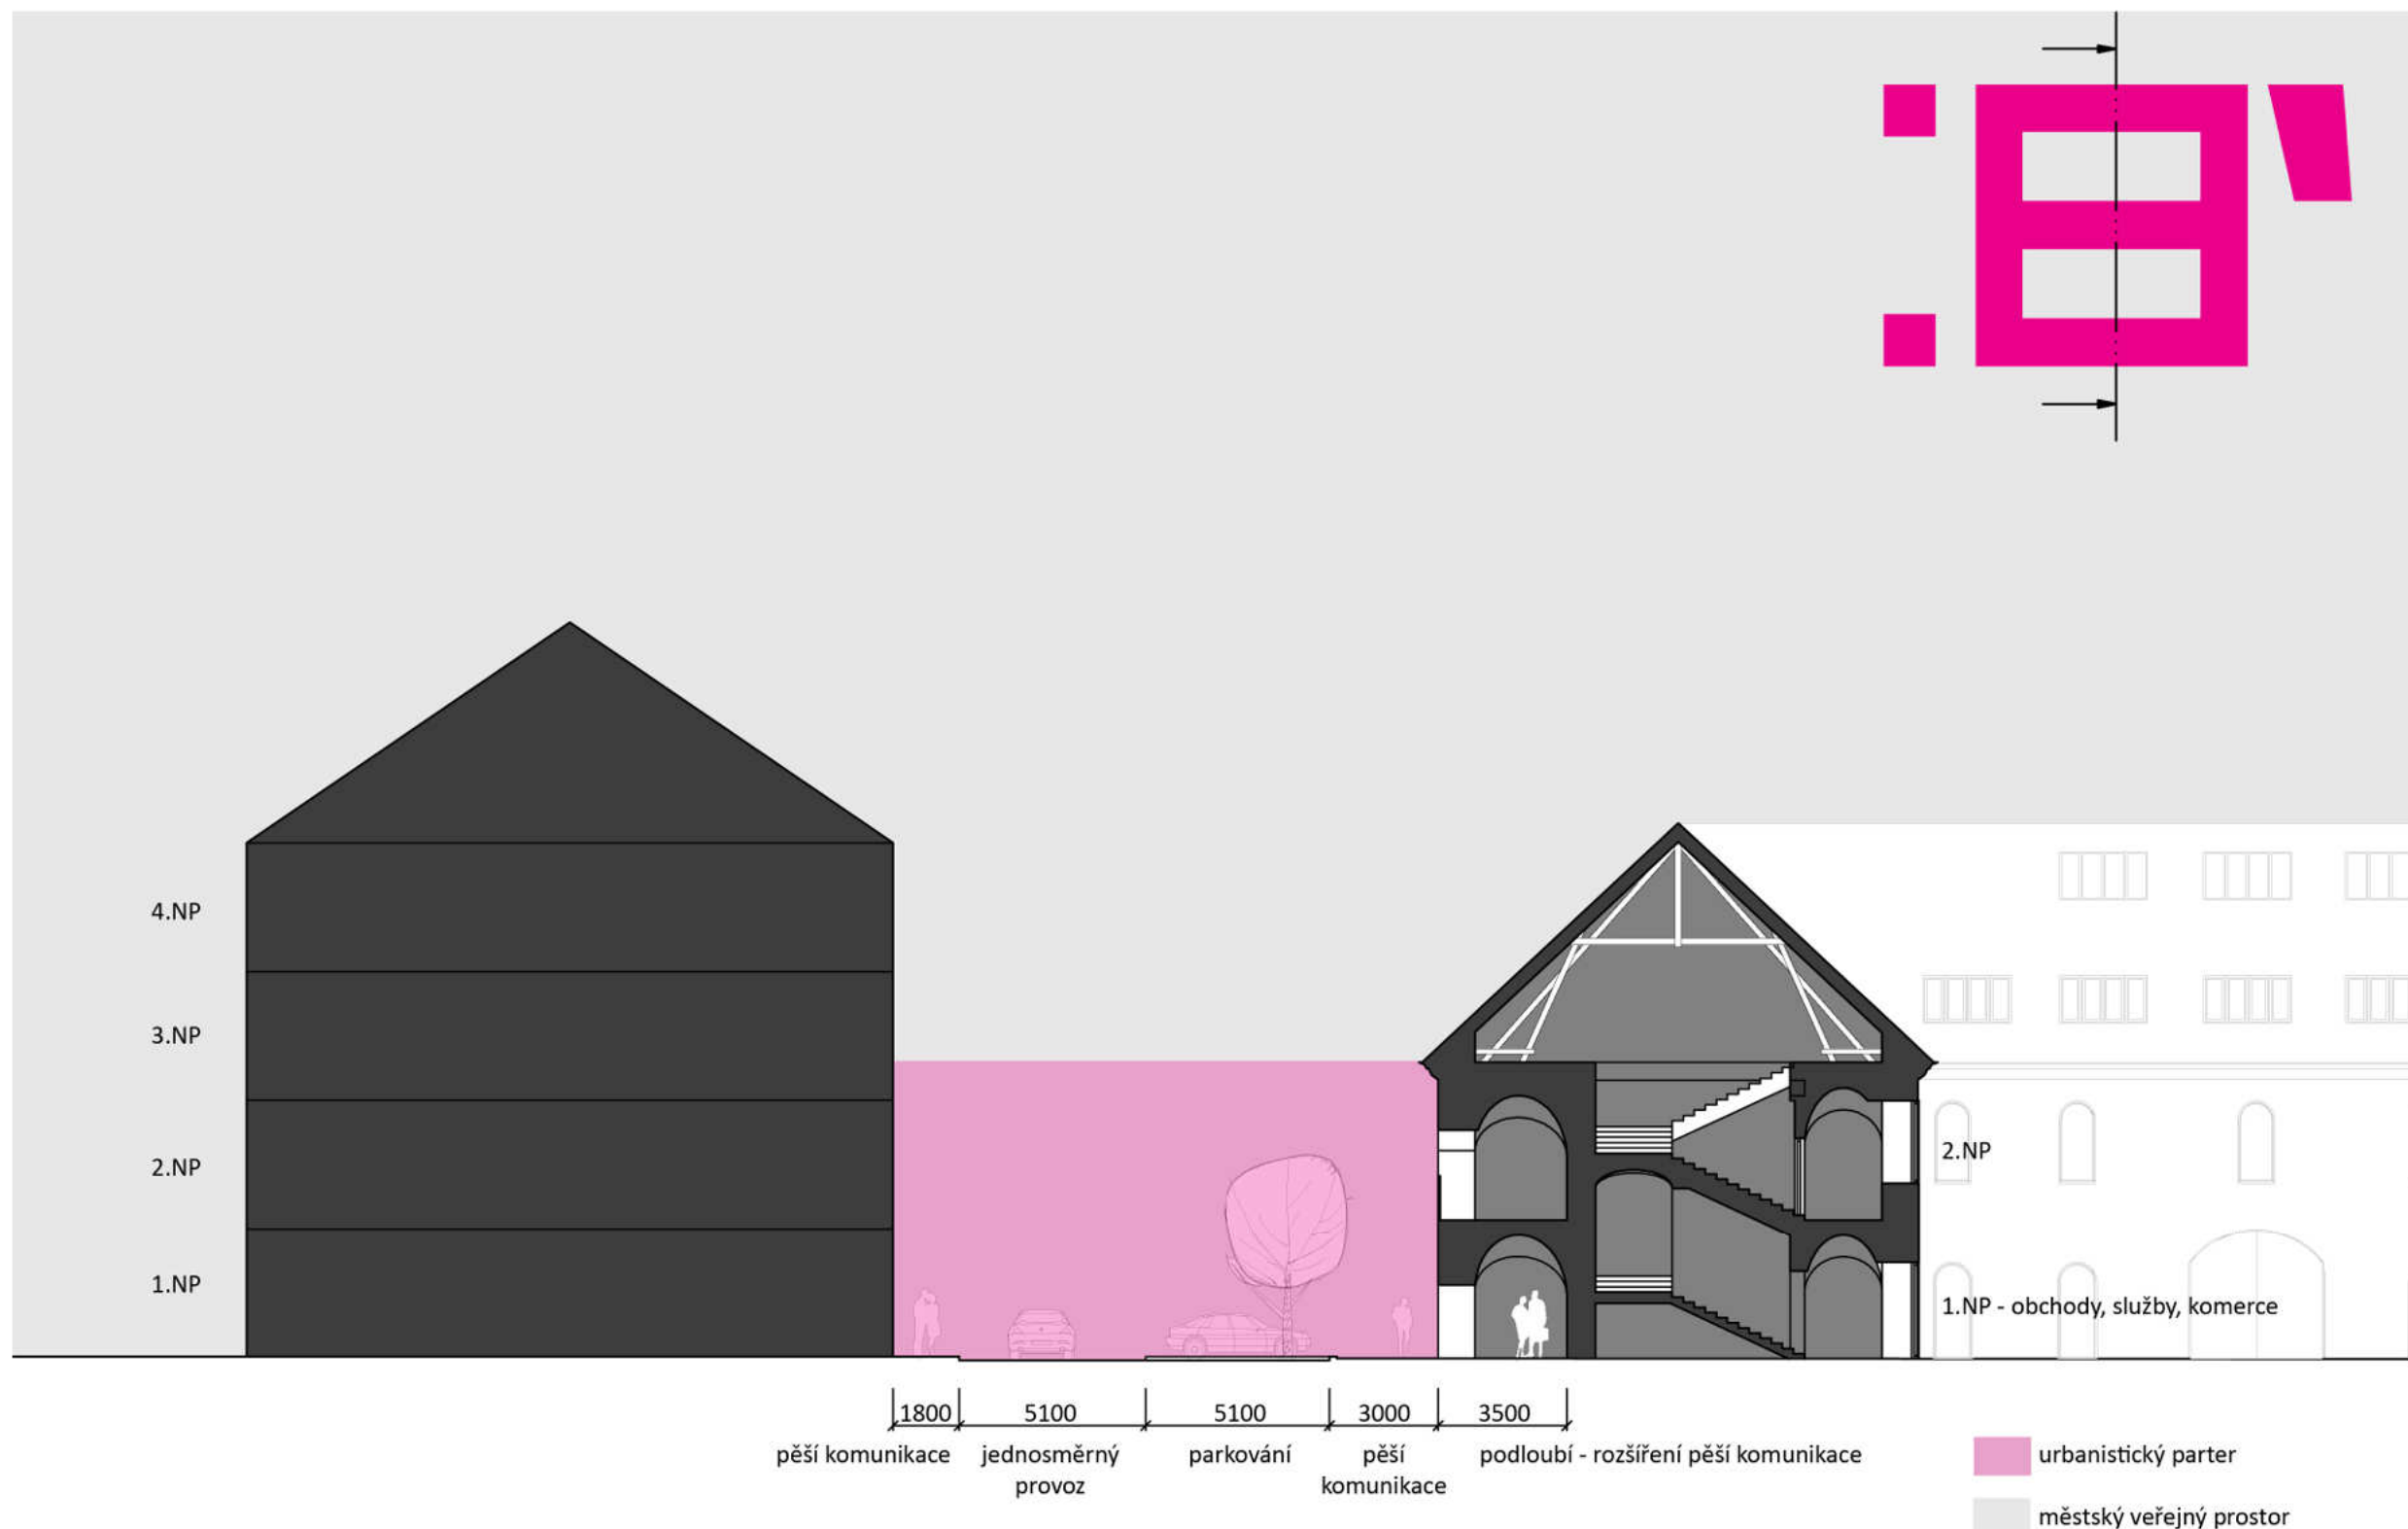 4.NP
3.NP
2.NP
1.NP
2.NP
1.NP - obchody, služby, komerce
1800 5100 5100 3000 3500
pěší komunikace
jednosměrný
provoz
parkování
pěší
komunikace
podloubí - rozšíření pěší komunikace
urbanistický parter
městský veřejný prostor